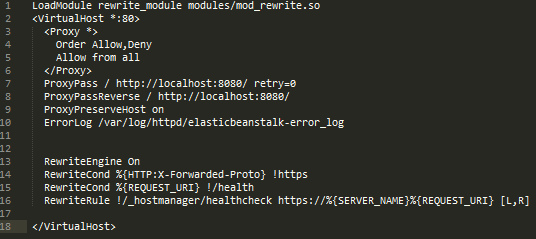 1 LoadModule rewrite_module modules/mod_rewrite.so
2 <VirtualHost *:80>
3   <Proxy *>
4     Order Allow,Deny
5     Allow from all
6   </Proxy>
7   ProxyPass / http://localhost:8080/ retry=0
8   ProxyPassReverse / http://localhost:8080/
9   ProxyPreserveHost on
10   ErrorLog /var/log/httpd/elasticbeanstalk-error_log
11
12
13   RewriteEngine On
14   RewriteCond %{HTTP:X-Forwarded-Proto} !https
15   RewriteCond %{REQUEST_URI} !/health
16   RewriteRule !/_hostmanager/healthcheck https://%{SERVER_NAME}%{REQUEST_URI} [L,R]
17
18 </VirtualHost>